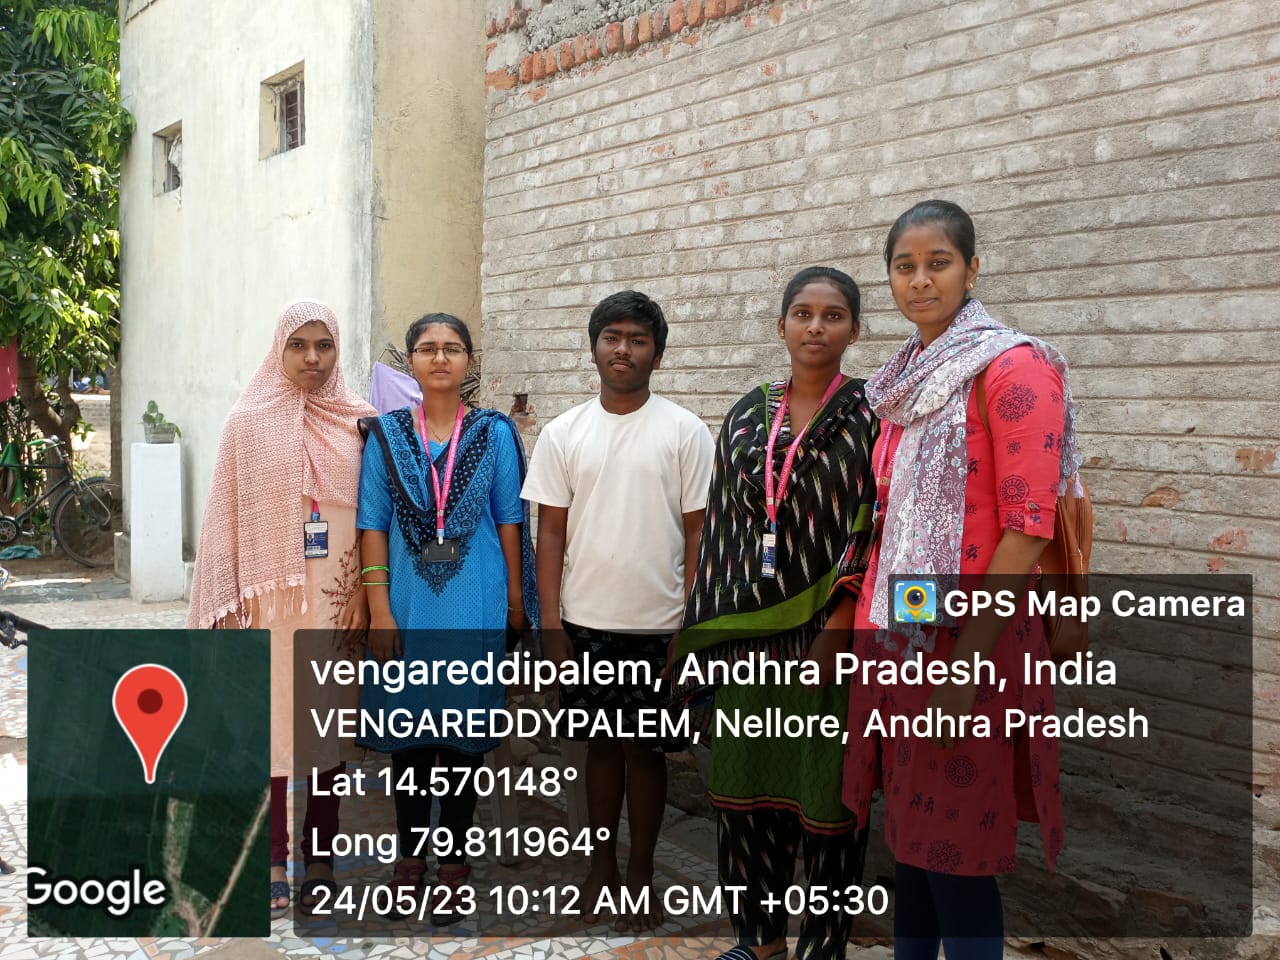 GPS Map Camera
vengareddipalem, Andhra Pradesh, India
VENGAREDDYPALEM, Nellore, Andhra Pradesh
Lat 14.570148°
Long 79.811964°
24/05/23 10:12 AM GMT +05:30
Google